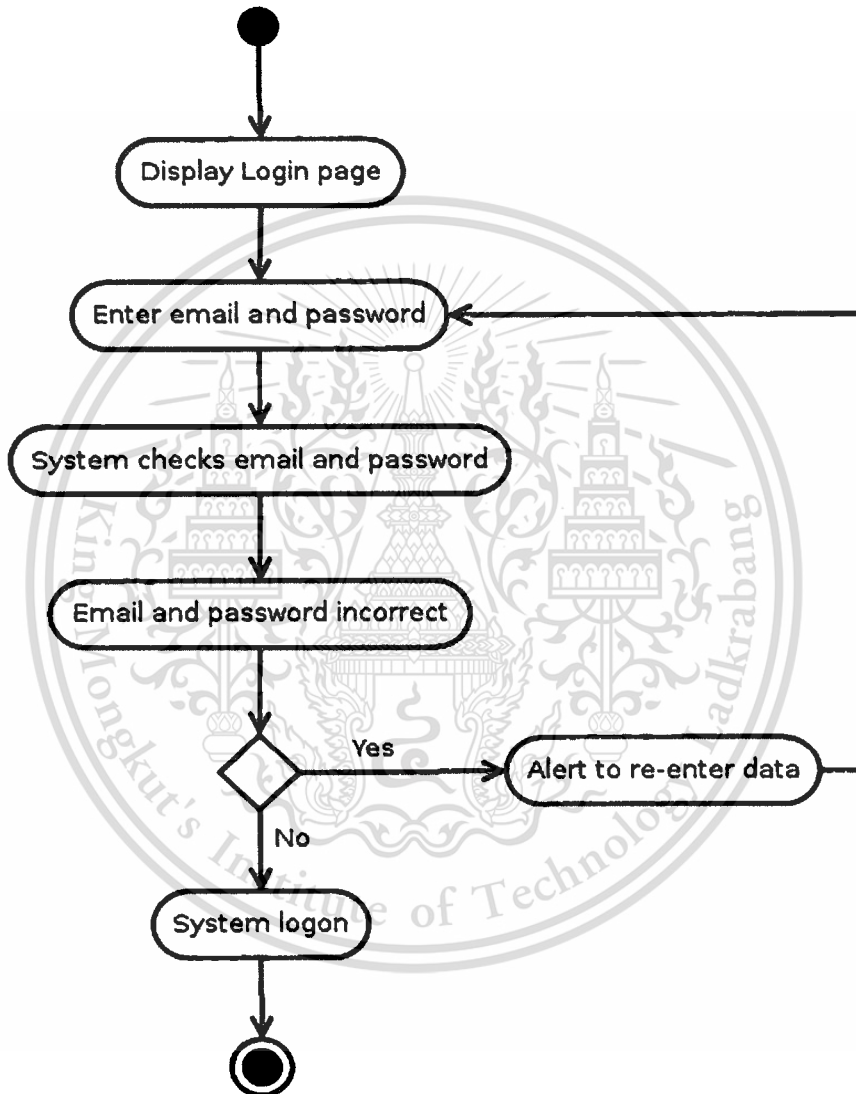 Display Login page
Enter email and password
System checks email and password
Email and password incorrect
Yes
Alert to re-enter data
No
System logon
King Mongkut's Institute of Technology Ladkrabang